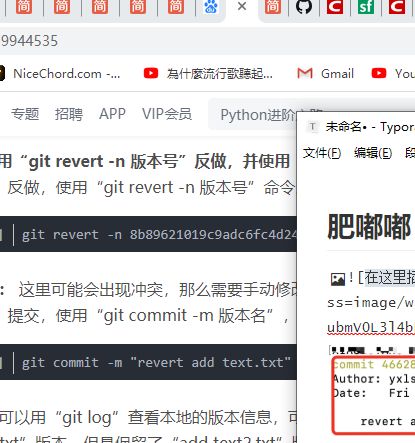 简 简 简 简 简 简
9944535
NiceChord.com -...
為什麼流行歌聽起...
Gmail
You
专题 招聘 APP VIP会员
Python进阶之路
用“git revert -n 版本号”反做，并使用
反做，使用“git revert -n 版本号”命令
git revert -n 8b89621019c9adc6fc4d24
： 这里可能会出现冲突，那么需要手动修改
提交，使用“git commit -m 版本名”，
git commit -m "revert add text.txt"
可以用“git log”查看本地的版本信息，可
txt”版本，但是保留了“add text2.txt”版
未命名• - Typora
文件(F) 编辑(E) 段
肥嘟嘟
![在这里插
ss=image/w
ubmVOL3l4b
commit 46628
Author: yxls
Date: Fri
revert a